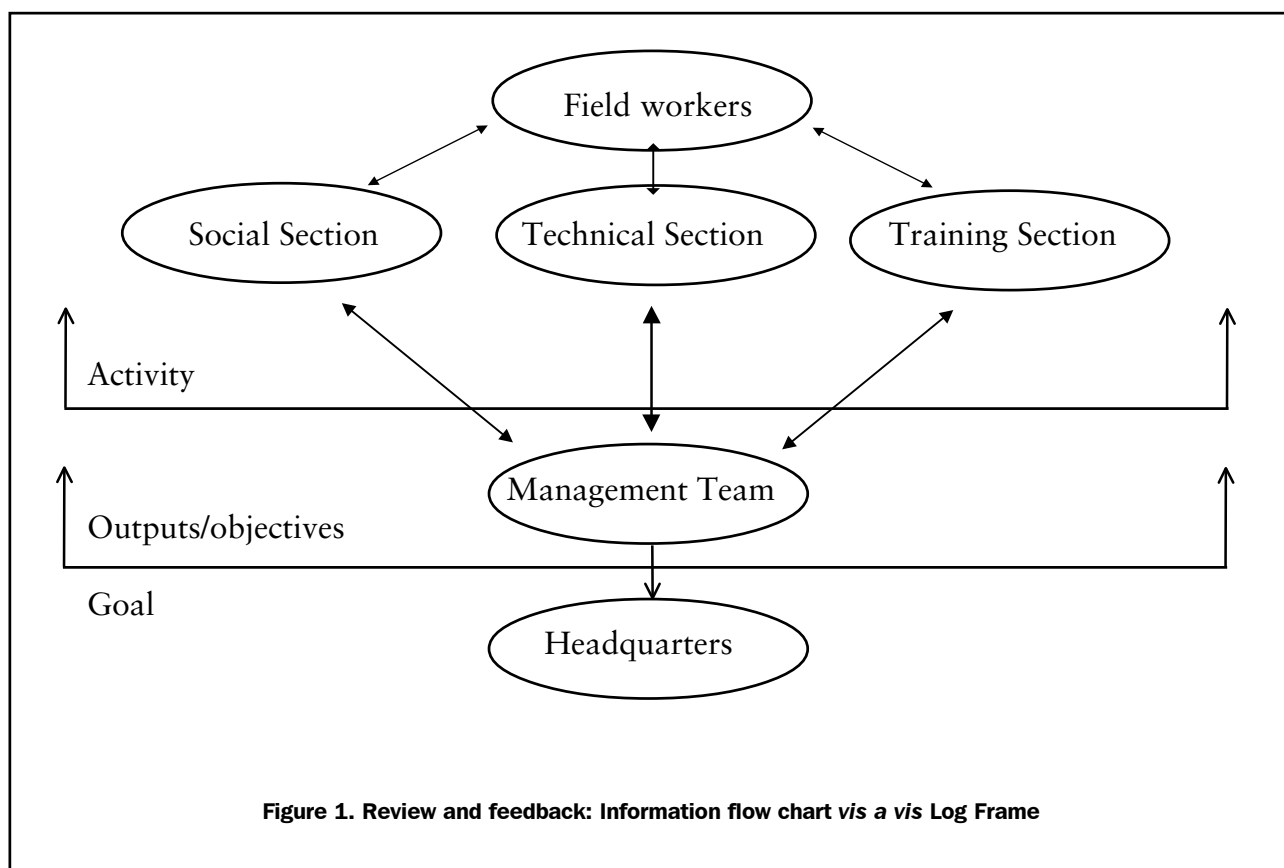 Field workers
Social Section
Technical Section
Training Section
Activity
Management Team
Outputs/objectives
Goal
Headquarters
Figure 1. Review and feedback: Information flow chart vis a vis Log Frame